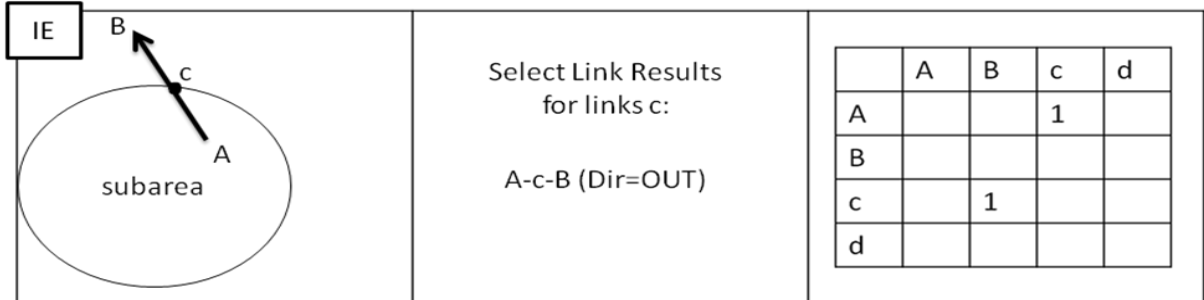 IE
B
c
A
subarea
Select Link Results
for links c:
A-c-B (Dir=OUT)
A B c d
A 1
B
c 1
d